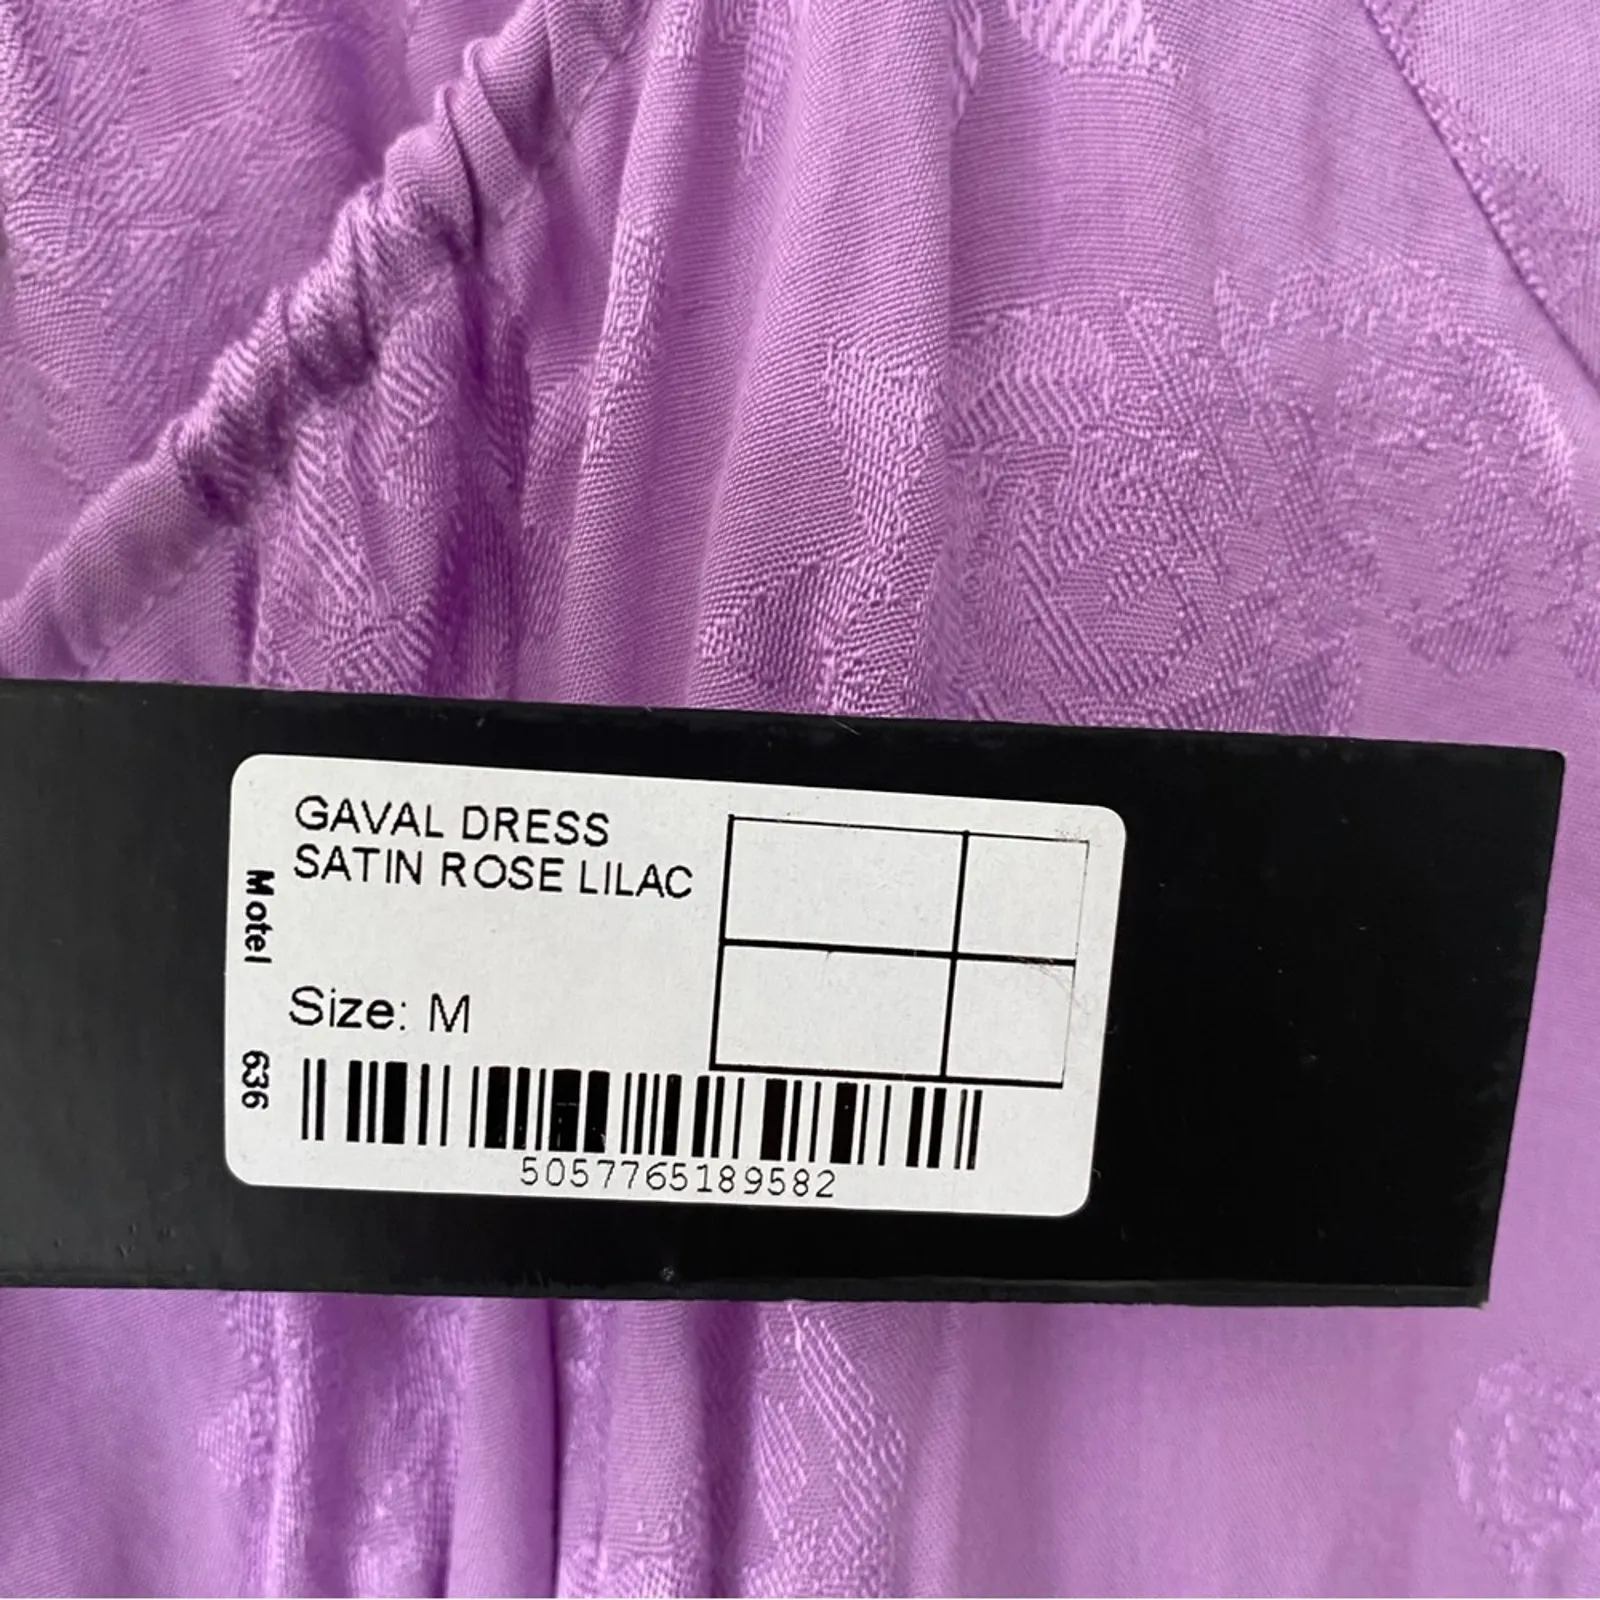 GAVAL DRESS
SATIN ROSE LILAC
Motel 636
Size: M
5057765189582